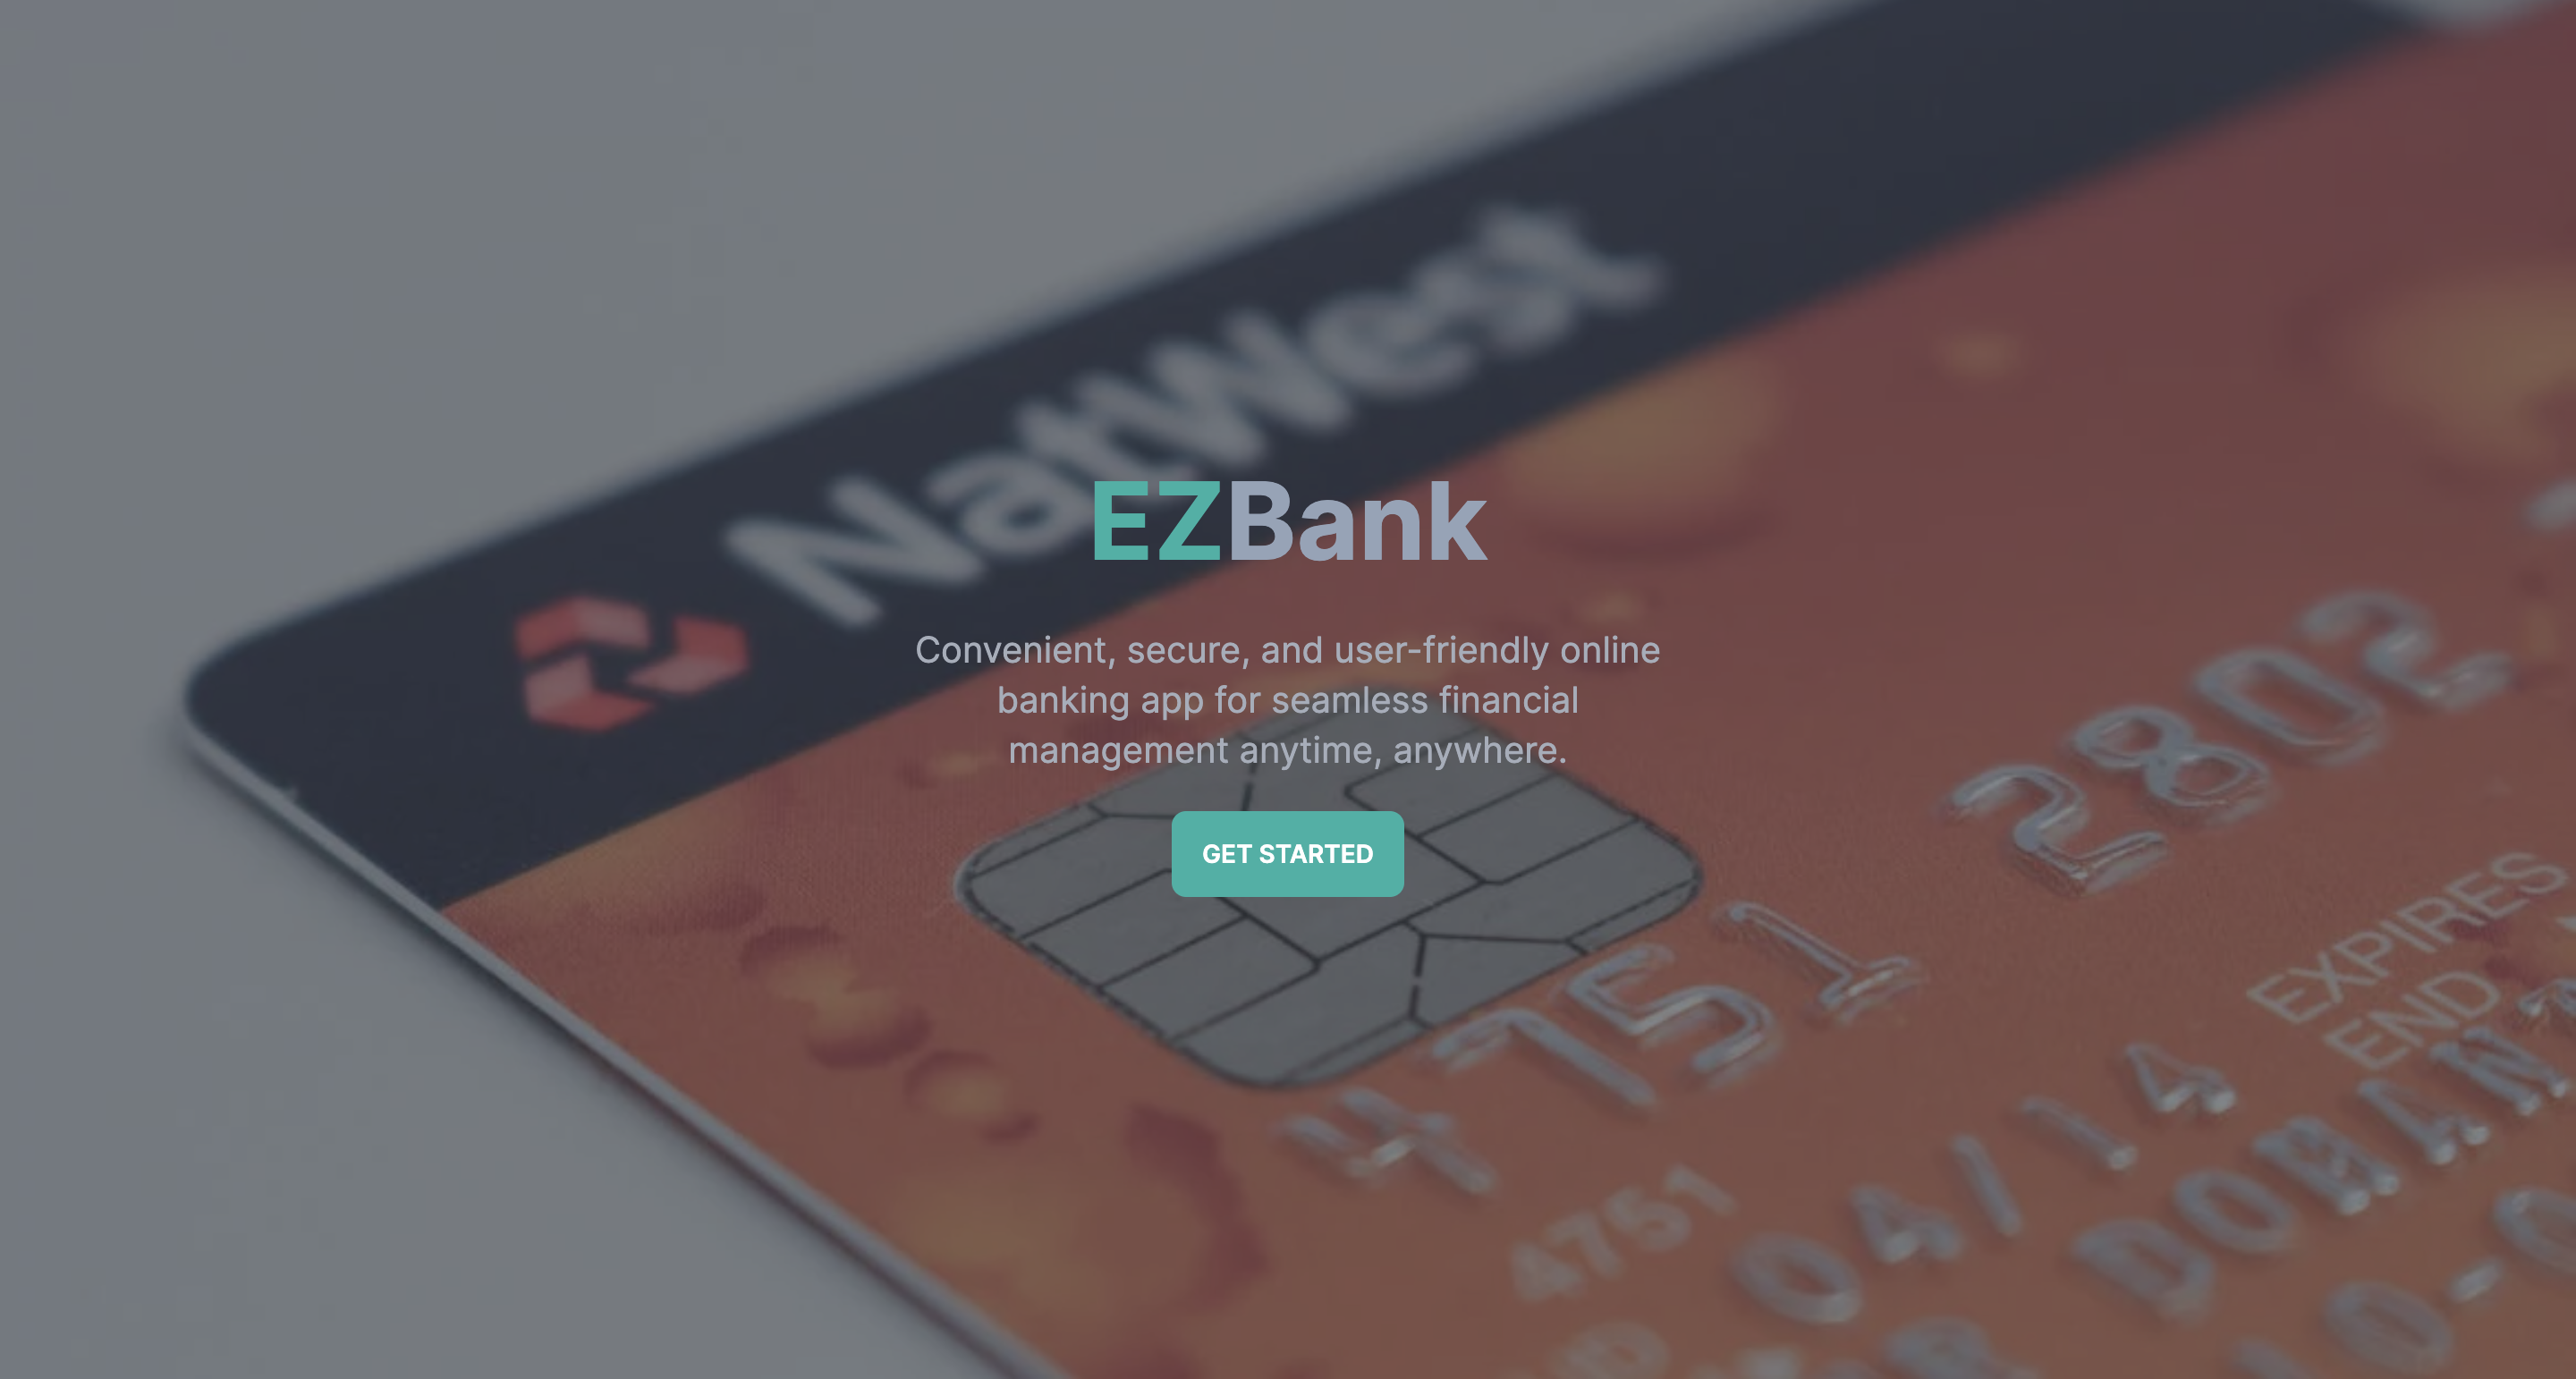 NatWest
EZBank
Convenient, secure, and user-friendly online
banking app for seamless financial
management anytime, anywhere.
GET STARTED
4751 2802
EXPIRES
END
4751
04/14